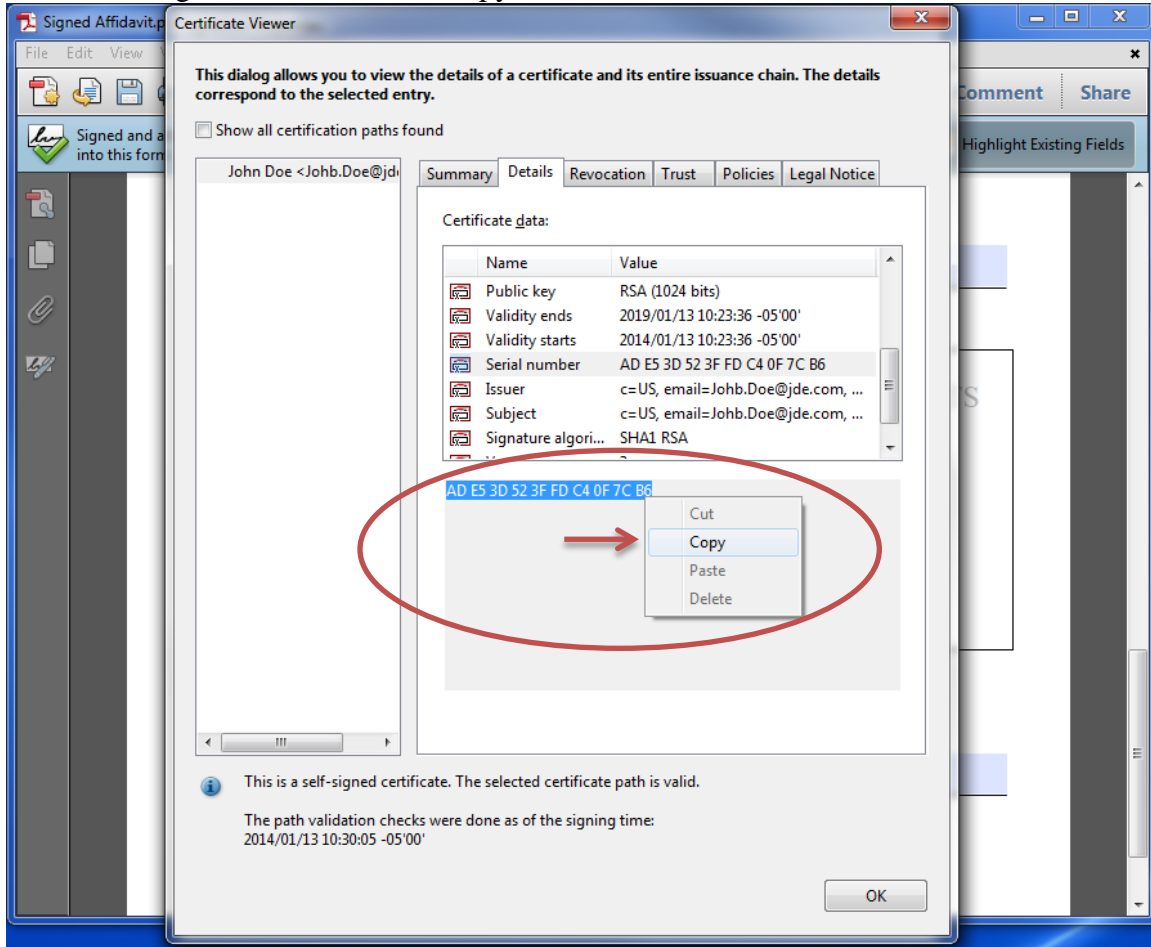 Signed Affidavit.p
Certificate Viewer
File Edit View
This dialog allows you to view the details of a certificate and its entire issuance chain. The details
correspond to the selected entry.
Comment Share
Show all certification paths found
Signed and a
into this form
Highlight Existing Fields
John Doe <Johb.Doe@jd
Summary Details Revocation Trust Policies Legal Notice
Certificate data:
Name Value
Public key RSA (1024 bits)
Validity ends 2019/01/13 10:23:36 -05'00'
Validity starts 2014/01/13 10:23:36 -05'00'
Serial number AD E5 3D 52 3F FD C4 0F 7C B6
Issuer c=US, email=Johb.Doe@jde.com, ...
Subject c=US, email=Johb.Doe@jde.com, ...
Signature algori... SHA1 RSA
AD E5 3D 52 3F FD C4 0F 7C B6
Cut
Copy
Paste
Delete
S
This is a self-signed certificate. The selected certificate path is valid.
The path validation checks were done as of the signing time:
2014/01/13 10:30:05 -05'00'
OK